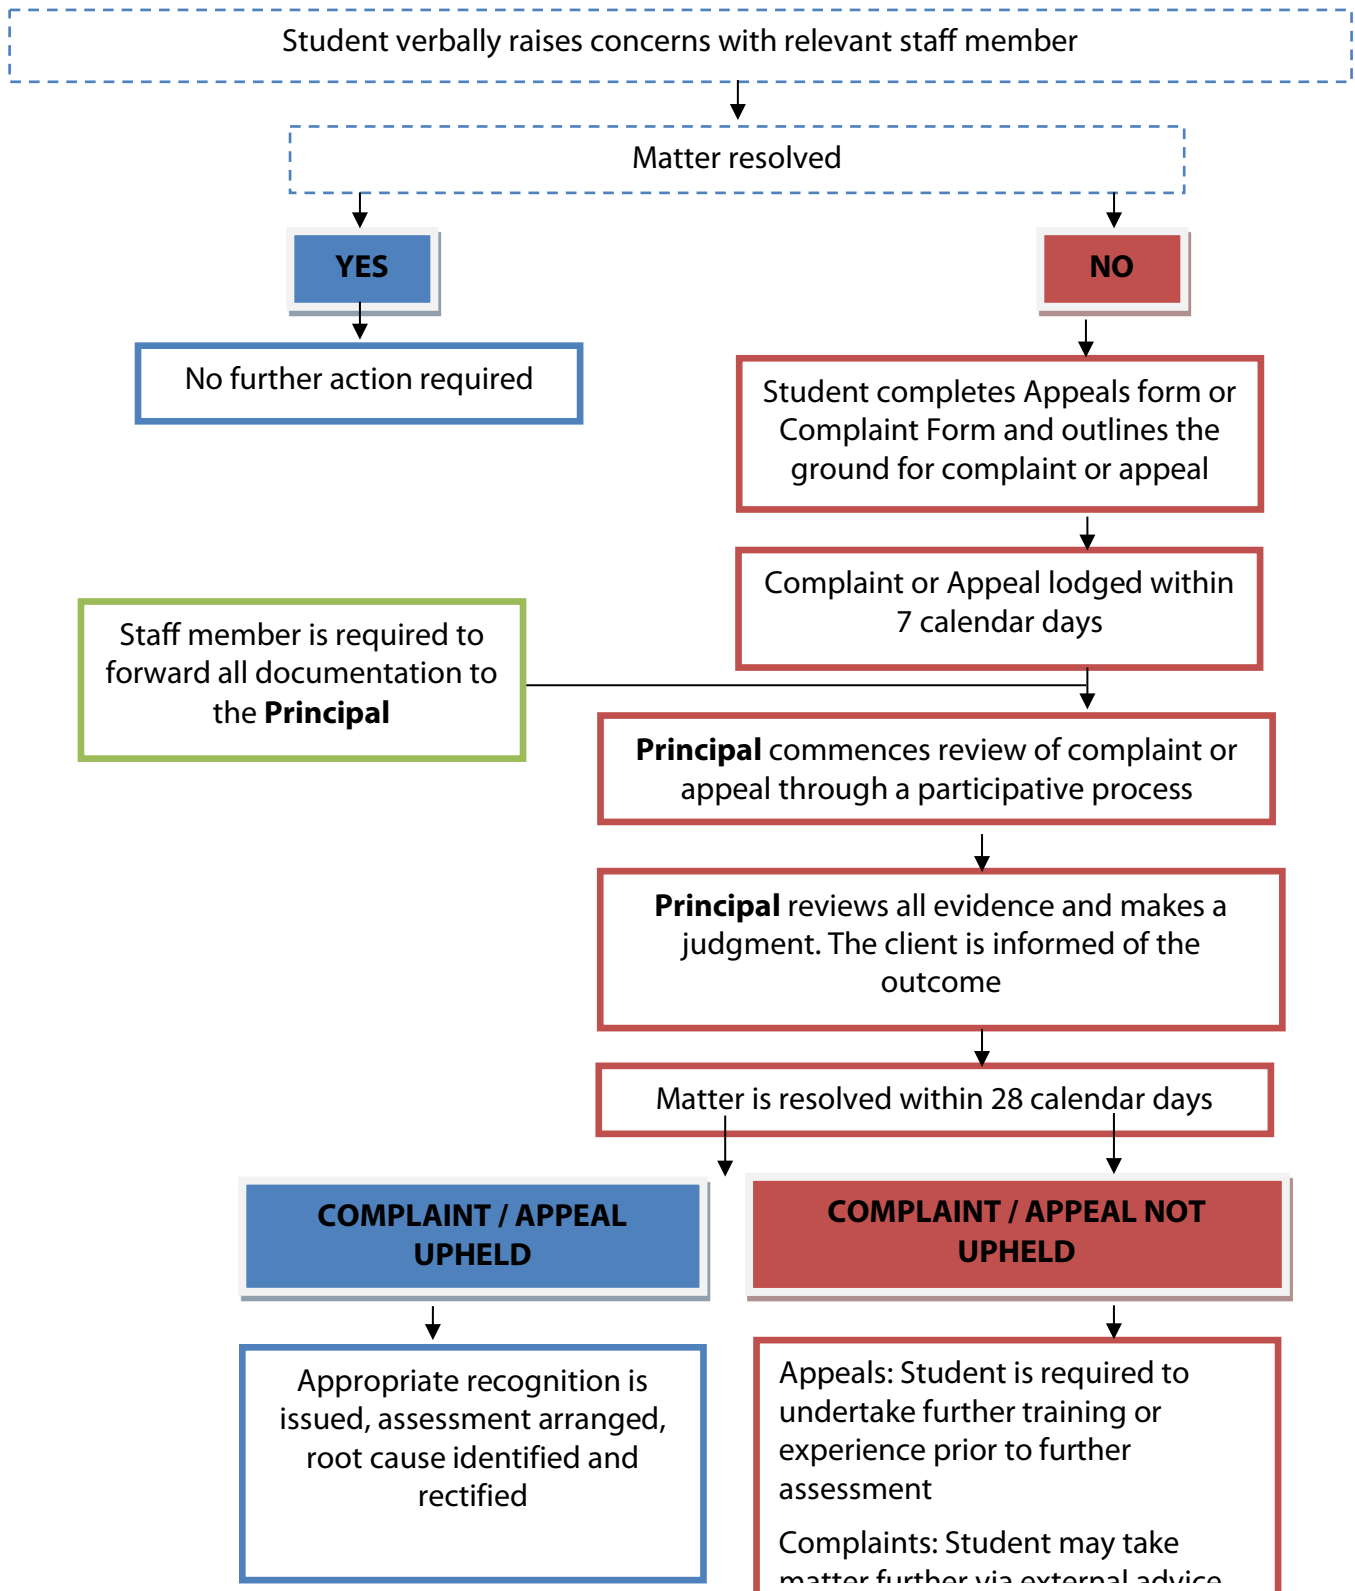 Student verbally raises concerns with relevant staff member
Matter resolved
YES
NO
No further action required
Student completes Appeals form or
Complaint Form and outlines the
ground for complaint or appeal
Complaint or Appeal lodged within
7 calendar days
Staff member is required to
forward all documentation to
the Principal
Principal commences review of complaint or
appeal through a participative process
Principal reviews all evidence and makes a
judgment. The client is informed of the
outcome
Matter is resolved within 28 calendar days
COMPLAINT / APPEAL
UPHELD
COMPLAINT / APPEAL NOT
UPHELD
Appropriate recognition is
issued, assessment arranged,
root cause identified and
rectified
Appeals: Student is required to
undertake further training or
experience prior to further
assessment
Complaints: Student may take
matter further via external advice